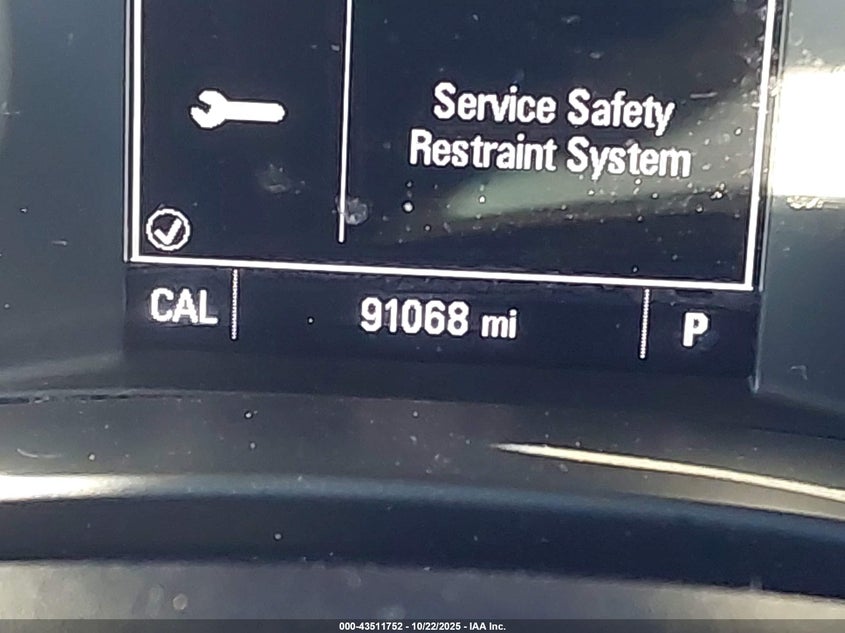 Service Safety
Restraint System
CAL
91068 mi
P
000-43511752 - 10/22/2025 - IAA Inc.